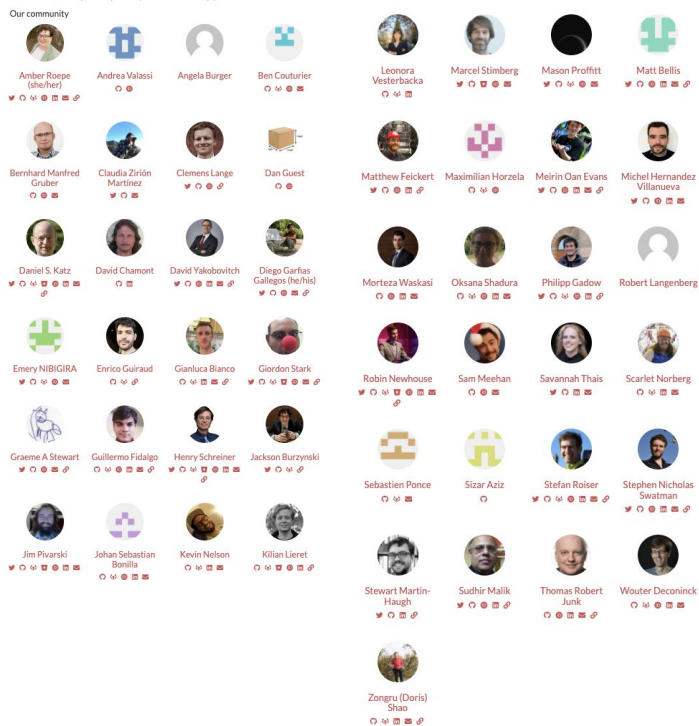 Our community
Amber Roepe
(she/her)
Andrea Valassi
Angela Burger
Ben Couturier
Bernhard Manfred
Gruber
Claudia Zirión
Martínez
Clemens Lange
Dan Guest
Daniel S. Katz
David Chamont
David Yakobovitch
Diego Garfias
Gallegos (he/his)
Emery NIBIGIRA
Enrico Guiraud
Gianluca Bianco
Giordon Stark
Graeme A Stewart
Guillermo Fidalgo
Henry Schreiner
Jackson Burzynski
Jim Pivarski
Johan Sebastian
Bonilla
Kevin Nelson
Kilian Lieret
Leonora
Vesterbacka
Marcel Stimberg
Mason Proffitt
Matt Bellis
Matthew Feickert
Maximilian Horzela
Meirin Oan Evans
Michel Hernandez
Villanueva
Morteza Waskasi
Oksana Shadura
Philipp Gadow
Robert Langenberg
Robin Newhouse
Sam Meehan
Savannah Thais
Scarlet Norberg
Sebastien Ponce
Sizar Aziz
Stefan Roiser
Stephen Nicholas
Swatman
Stewart Martin-
Haugh
Sudhir Malik
Thomas Robert
Junk
Wouter Deconinck
Zongru (Doris)
Shao